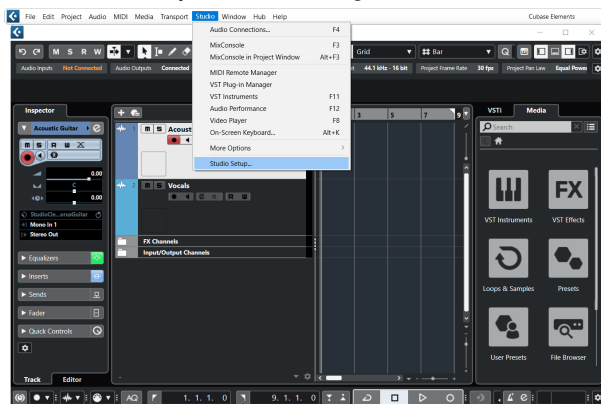 File Edit Project Audio MIDI Media Transport Studio Window Hub Help
Cubase Elements
M S R W
Grid
Bar
Audio Inputs Not Connected Audio Outputs Connected
44.1 kHz - 16 bit Project Frame Rate 30 fps Project Pan Law Equal Power
Audio Connections... F4
MixConsole F3
MixConsole in Project Window Alt+F3
MIDI Remote Manager
VST Plug-in Manager
VST Instruments F11
Audio Performance F12
Video Player F8
On-Screen Keyboard... Alt+K
More Options
Studio Setup...
Inspector
Acoustic Guitar
M S R W
0.00
C
0.00
StudioCle...orusGuitar
Mono In 1
Stereo Out
Equalizers
Inserts
Sends
Fader
Quick Controls
Track Editor
1 M S Acoust
2 M S Vocals
R W
FX Channels
Input/Output Channels
3 5 7 9
VSTi Media
Search
VST Instruments
FX
VST Effects
Loops & Samples
Presets
User Presets
File Browser
AQ
1. 1. 1. 0
9. 1. 1. 0